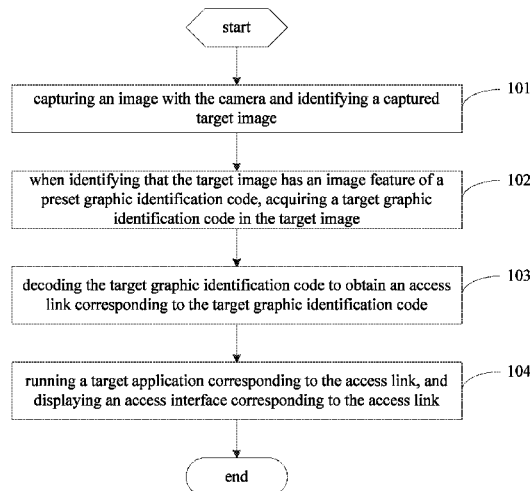 start
101
capturing an image with the camera and identifying a captured
target image
102
when identifying that the target image has an image feature of a
preset graphic identification code, acquiring a target graphic
identification code in the target image
103
decoding the target graphic identification code to obtain an access
link corresponding to the target graphic identification code
104
running a target application corresponding to the access link, and
displaying an access interface corresponding to the access link
end